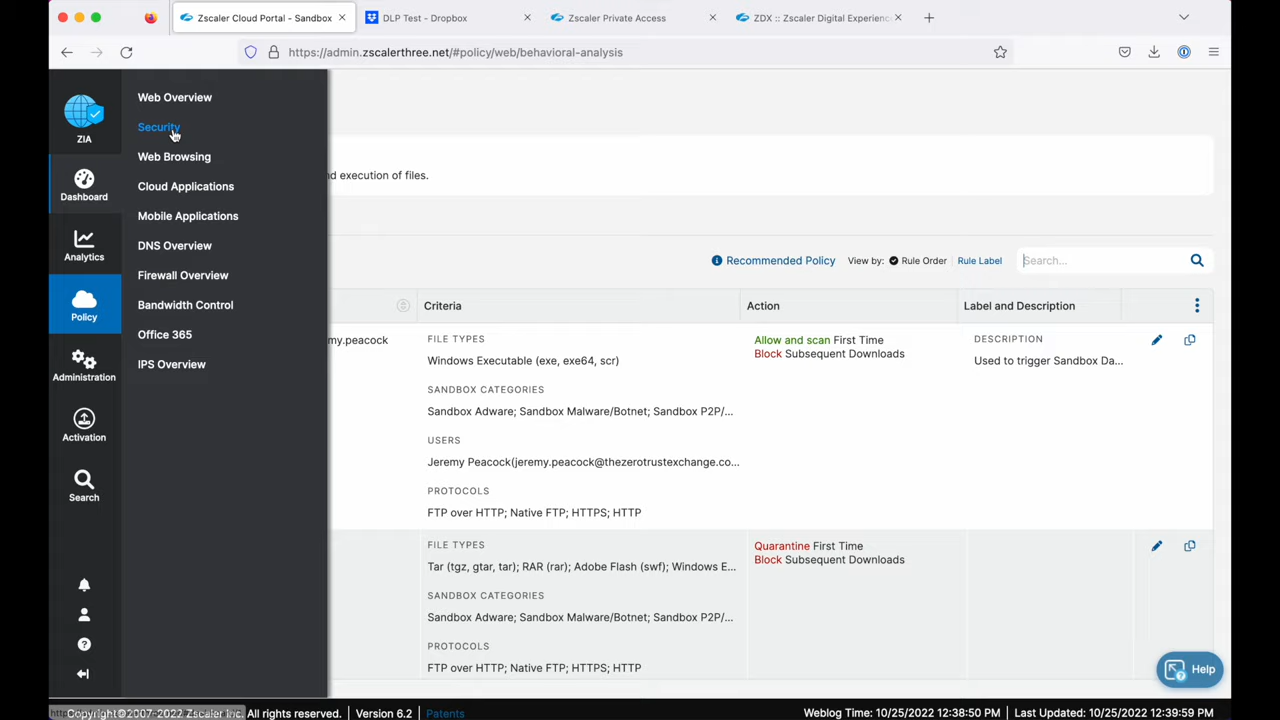 Zscaler Cloud Portal - Sandbox
DLP Test - Dropbox
Zscaler Private Access
ZDX :: Zscaler Digital Experienc
https://admin.zscalerthree.net/#policy/web/behavioral-analysis
ZIA
Dashboard
Analytics
Policy
Administration
Activation
Search
Web Overview
Security
Web Browsing
Cloud Applications
Mobile Applications
DNS Overview
Firewall Overview
Bandwidth Control
Office 365
IPS Overview
d execution of files.
Recommended Policy View by: Rule Order Rule Label Search...
Criteria Action Label and Description
my.peacock
FILE TYPES
Windows Executable (exe, exe64, scr)
SANDBOX CATEGORIES
Sandbox Adware; Sandbox Malware/Botnet; Sandbox P2P/...
USERS
Jeremy Peacock(jeremy.peacock@thezerotrustexchange.co...
PROTOCOLS
FTP over HTTP; Native FTP; HTTPS; HTTP
Allow and scan First Time
Block Subsequent Downloads
DESCRIPTION
Used to trigger Sandbox Da...
FILE TYPES
Tar (tgz, gtar, tar); RAR (rar); Adobe Flash (swf); Windows E...
SANDBOX CATEGORIES
Sandbox Adware; Sandbox Malware/Botnet; Sandbox P2P/...
PROTOCOLS
FTP over HTTP; Native FTP; HTTPS; HTTP
Quarantine First Time
Block Subsequent Downloads
Help
Copyright©2007-2022 Zscaler Inc. All rights reserved. Version 6.2 Patents
Weblog Time: 10/25/2022 12:38:50 PM Last Updated: 10/25/2022 12:39:59 PM